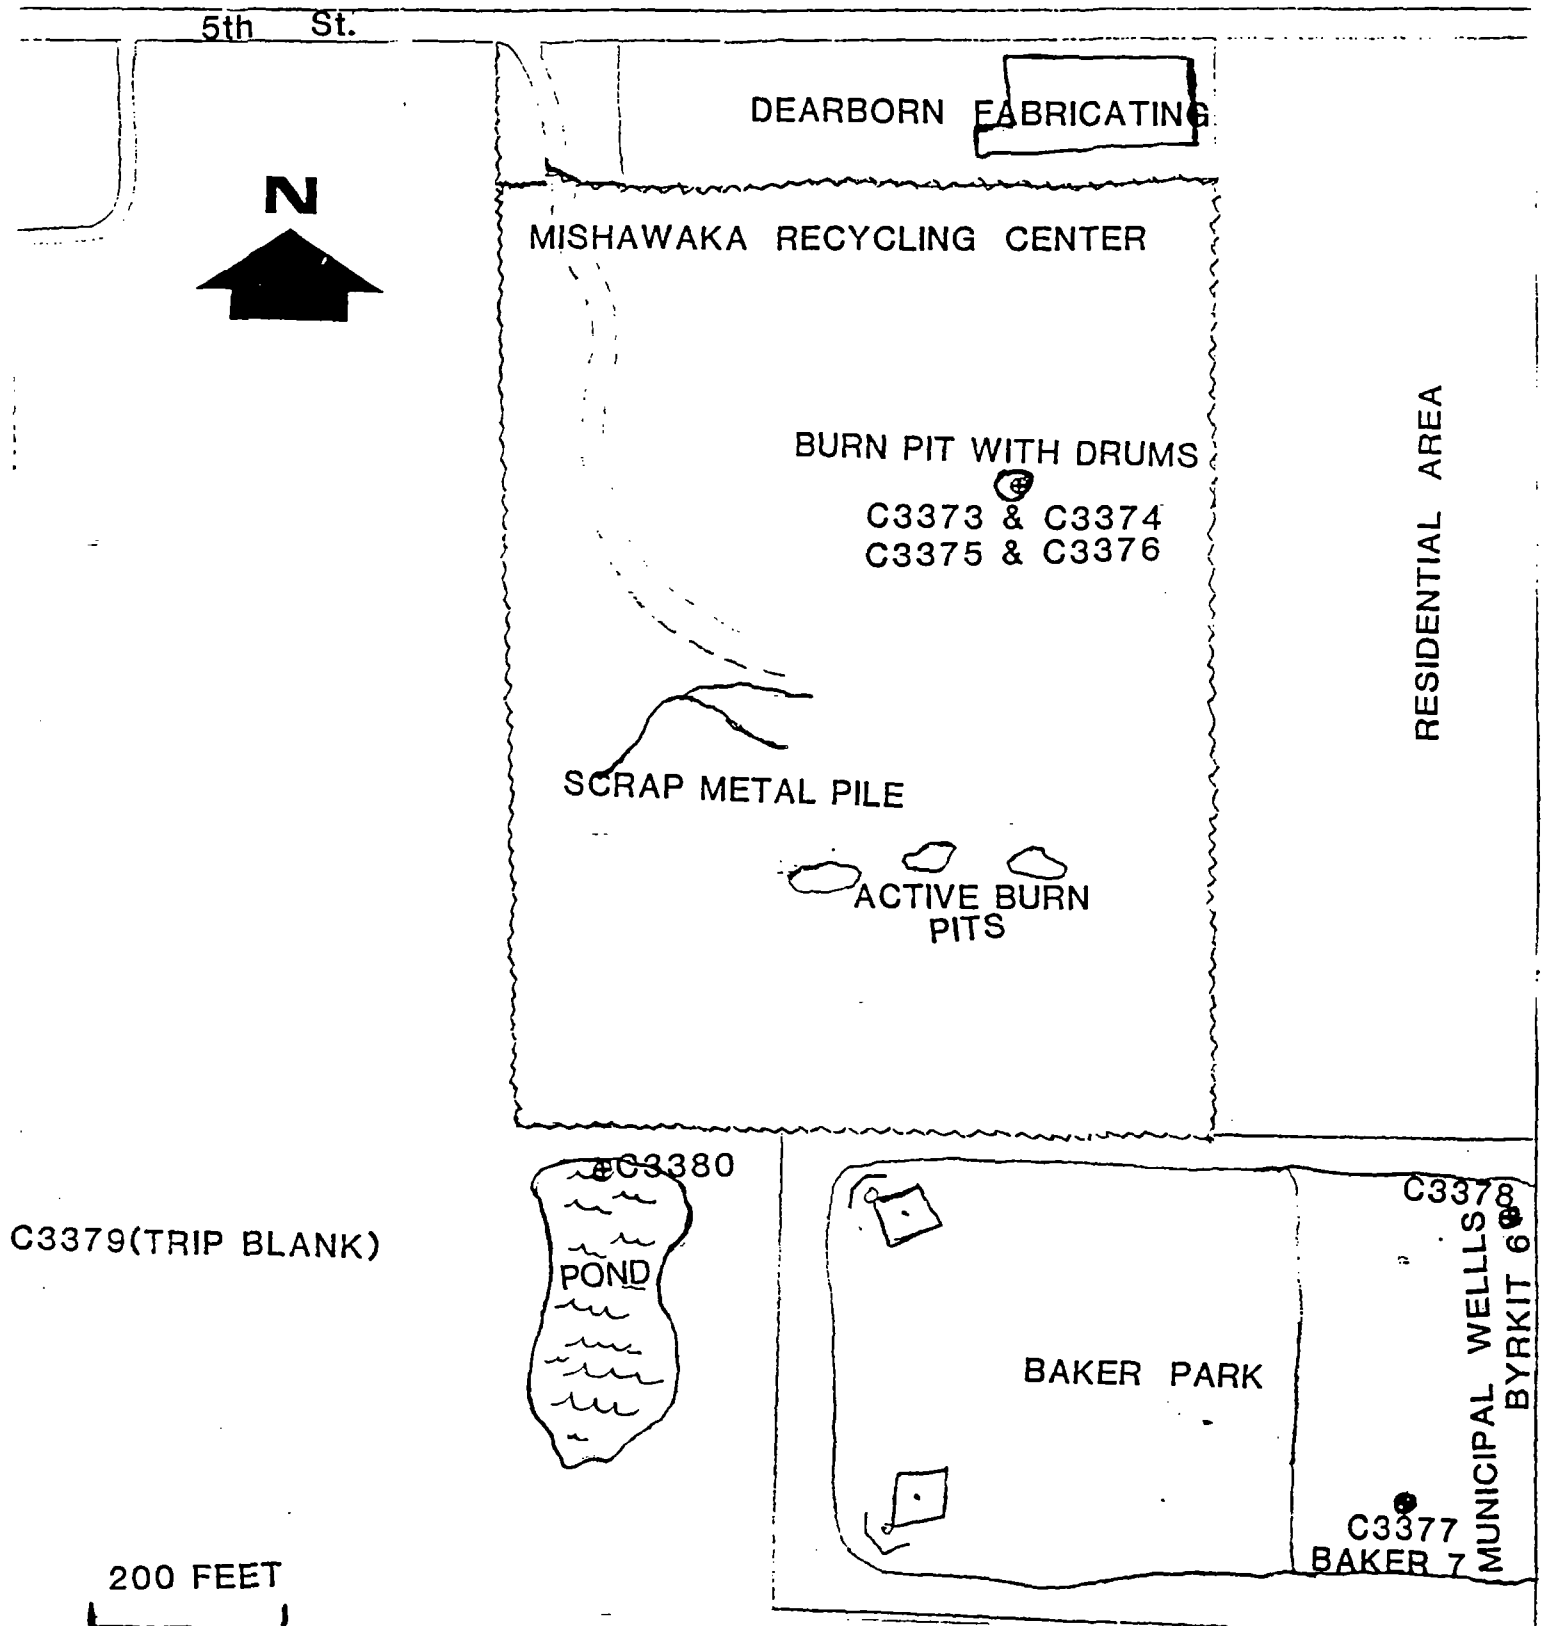 5th St.
DEARBORN FABRICATING
N
MISHAWAKA RECYCLING CENTER
BURN PIT WITH DRUMS
C3373 & C3374
C3375 & C3376
RESIDENTIAL AREA
SCRAP METAL PILE
ACTIVE BURN
PITS
C3380
C3378
C3379(TRIP BLANK)
POND
MUNICIPAL WELLLS
BYRKIT 6
BAKER PARK
C3377
BAKER 7
200 FEET